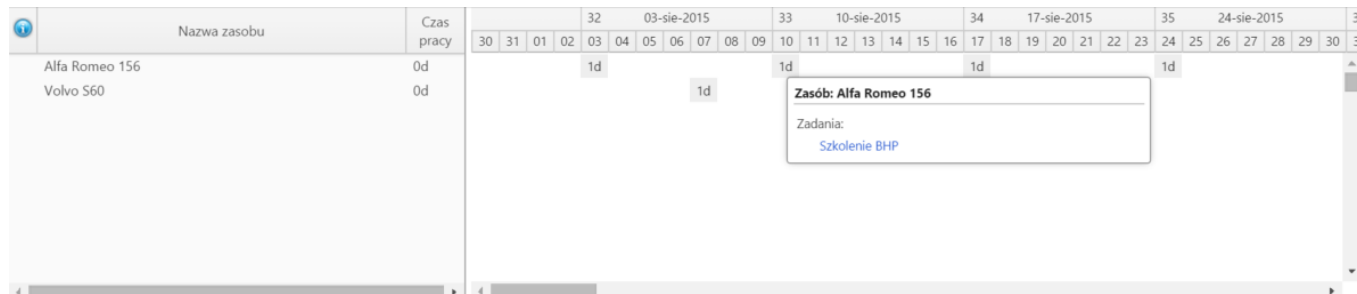 Nazwa zasobu
Czas pracy
32 03-sie-2015 33 10-sie-2015 34 17-sie-2015 35 24-sie-2015
30 31 01 02 03 04 05 06 07 08 09 10 11 12 13 14 15 16 17 18 19 20 21 22 23 24 25 26 27 28 29 30
Alfa Romeo 156 0d 1d 1d 1d 1d
Volvo S60 0d 1d
Zasób: Alfa Romeo 156
Zadania:
Szkolenie BHP